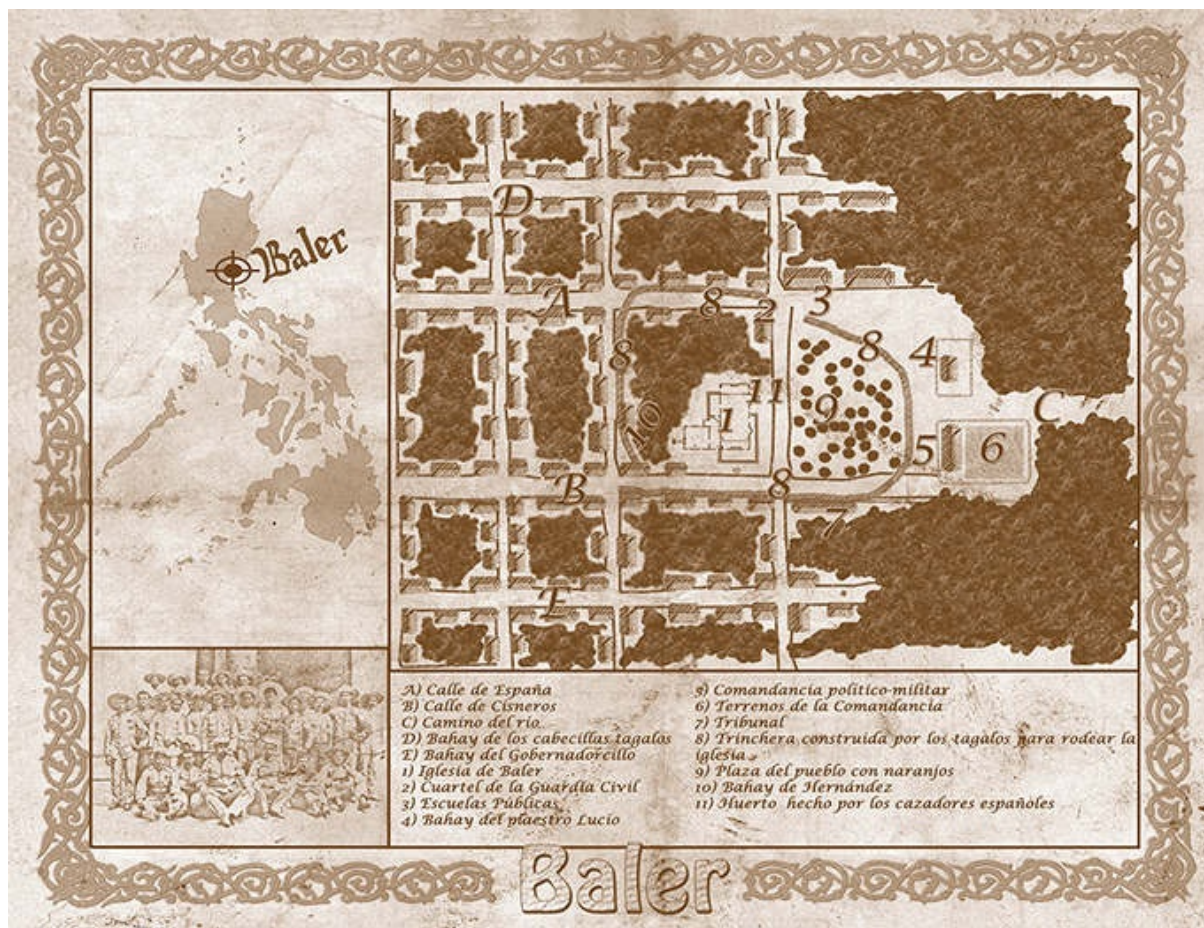 Baler
D
A
8
2
3
8
4
8
C
11
9
1
10
5
6
B
8
7
E
A) Calle de España
B) Calle de Cisneros
C) Camino del río
D) Bahay de los cabecillas tagalos
E) Bahay del Gobernadorcillo
1) Iglesia de Baler
2) Cuartel de la Guardia Civil
3) Escuelas Públicas
4) Bahay del maestro Lucio
5) Comandancia político-militar
6) Terrenos de la Comandancia
7) Tribunal
8) Trinchera construida por los tagalos para rodear la
iglesia
9) Plaza del pueblo con naranjos
10) Bahay de Hernández
11) Huerto hecho por los cazadores españoles
Baler